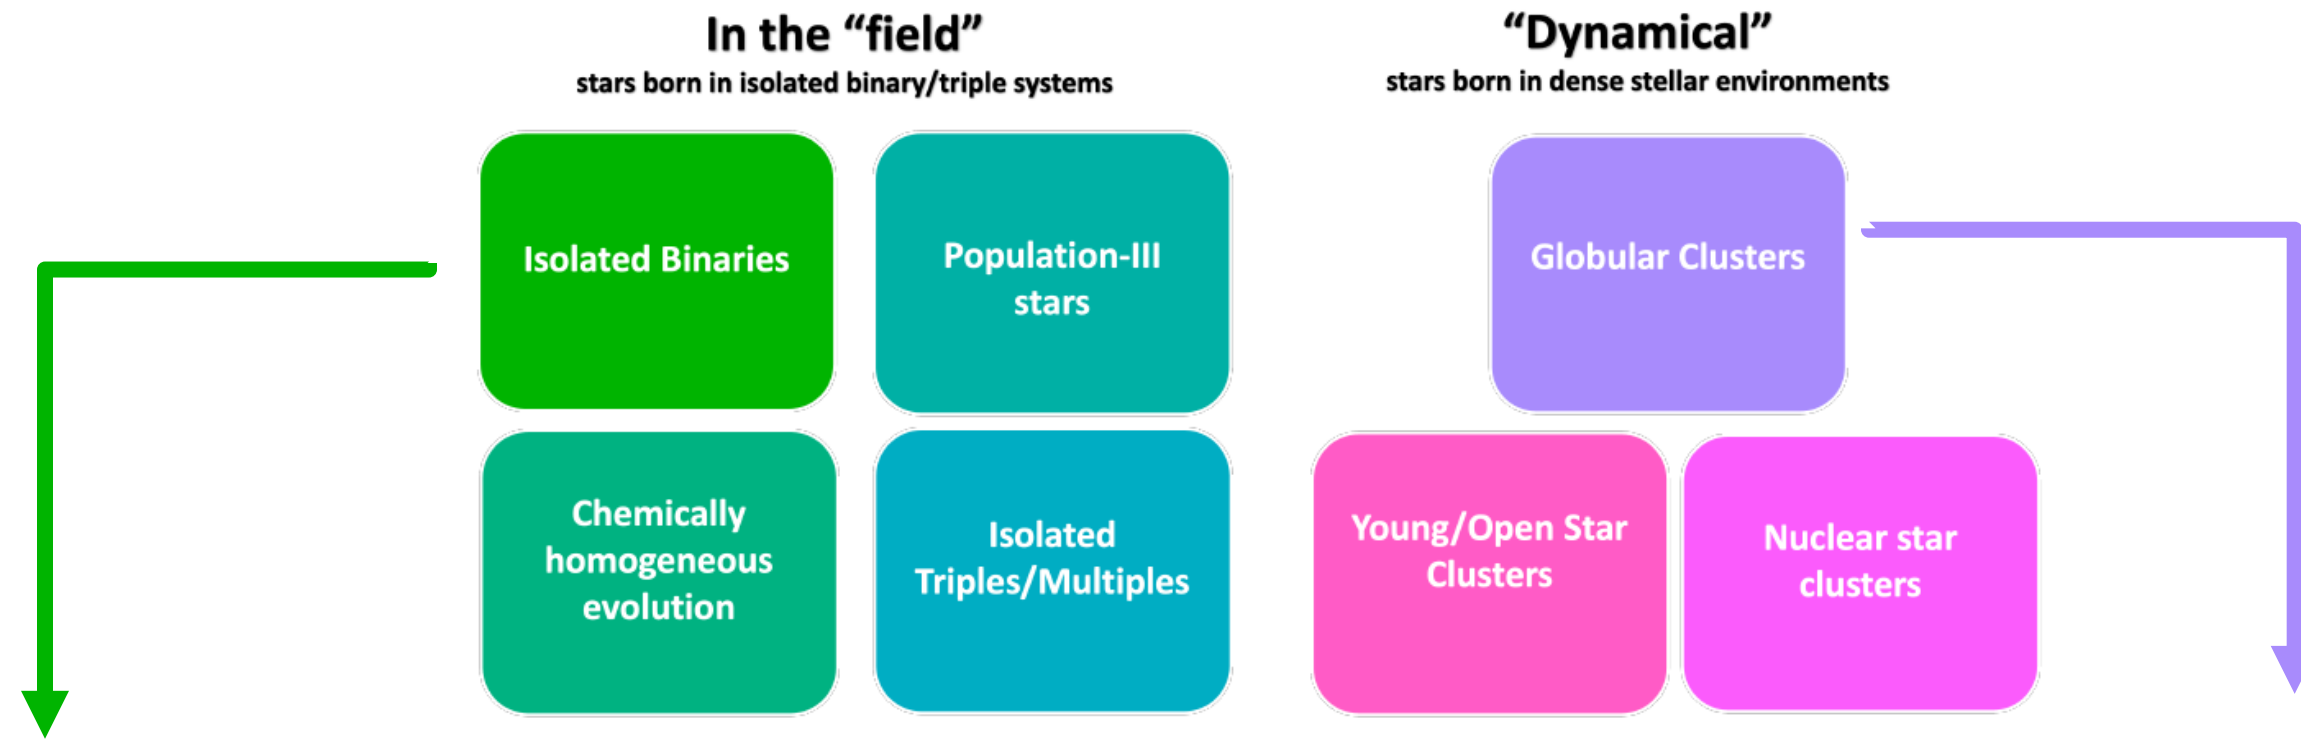 In the “field”
stars born in isolated binary/triple systems
“Dynamical”
stars born in dense stellar environments
Isolated Binaries
Population-III
stars
Globular Clusters
Chemically
homogeneous
evolution
Isolated
Triples/Multiples
Young/Open Star
Clusters
Nuclear star
clusters